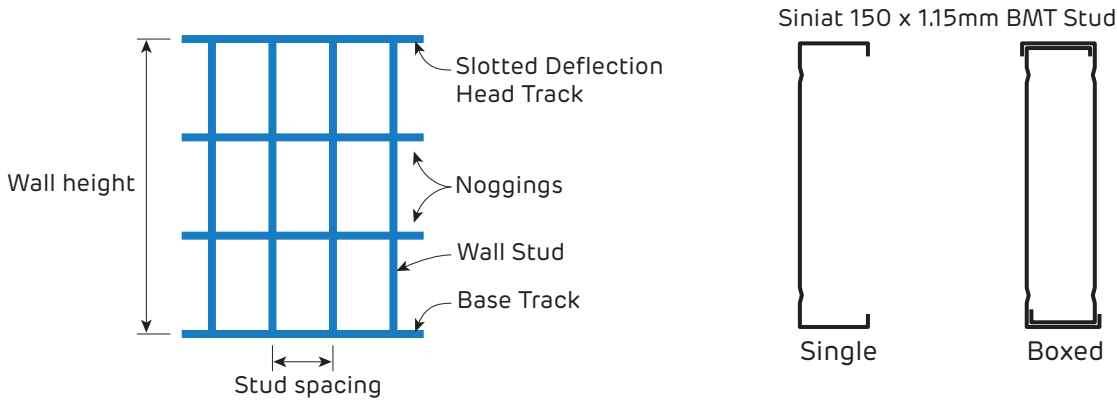 Siniat 150 x 1.15mm BMT Stud
Slotted Deflection
Head Track
Wall height
Noggings
Wall Stud
Base Track
Stud spacing
Single
Boxed